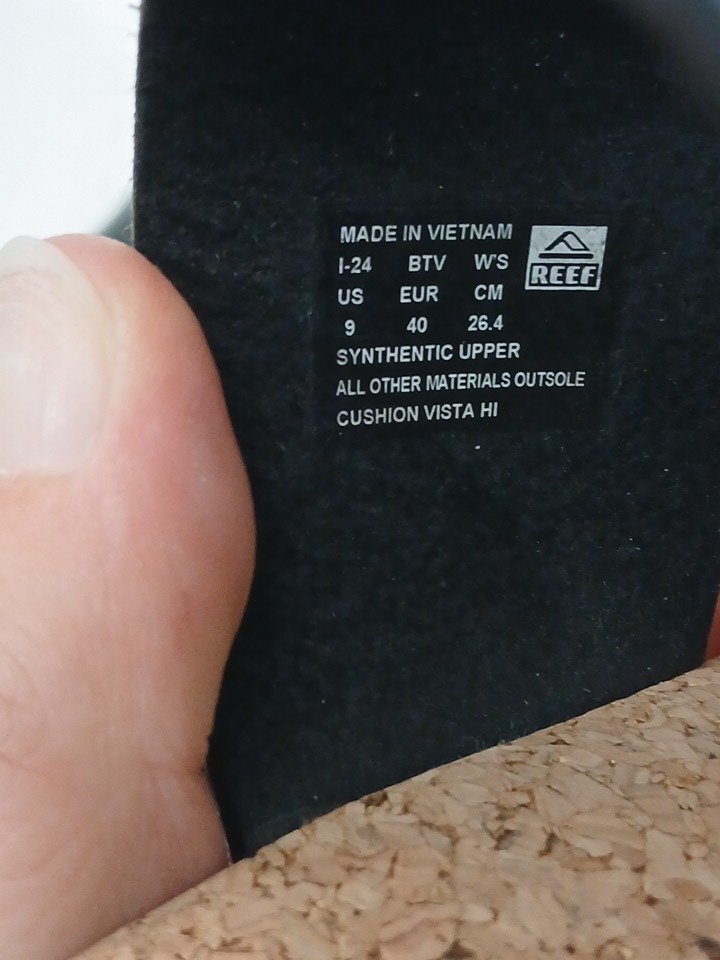 MADE IN VIETNAM
I-24 BTV W'S
REEF
US EUR CM
9 40 26.4
SYNTHENTIC UPPER
ALL OTHER MATERIALS OUTSOLE
CUSHION VISTA HI